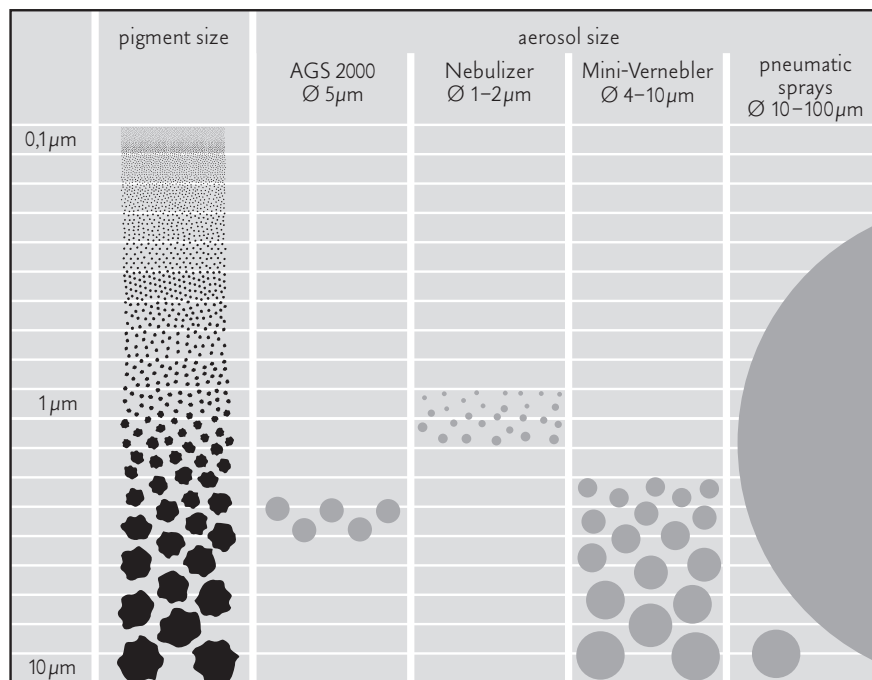 pigment size
aerosol size
AGS 2000
Ø 5µm
Nebulizer
Ø 1–2µm
Mini-Vernebler
Ø 4–10µm
pneumatic
sprays
Ø 10–100µm
0,1µm
1µm
10µm